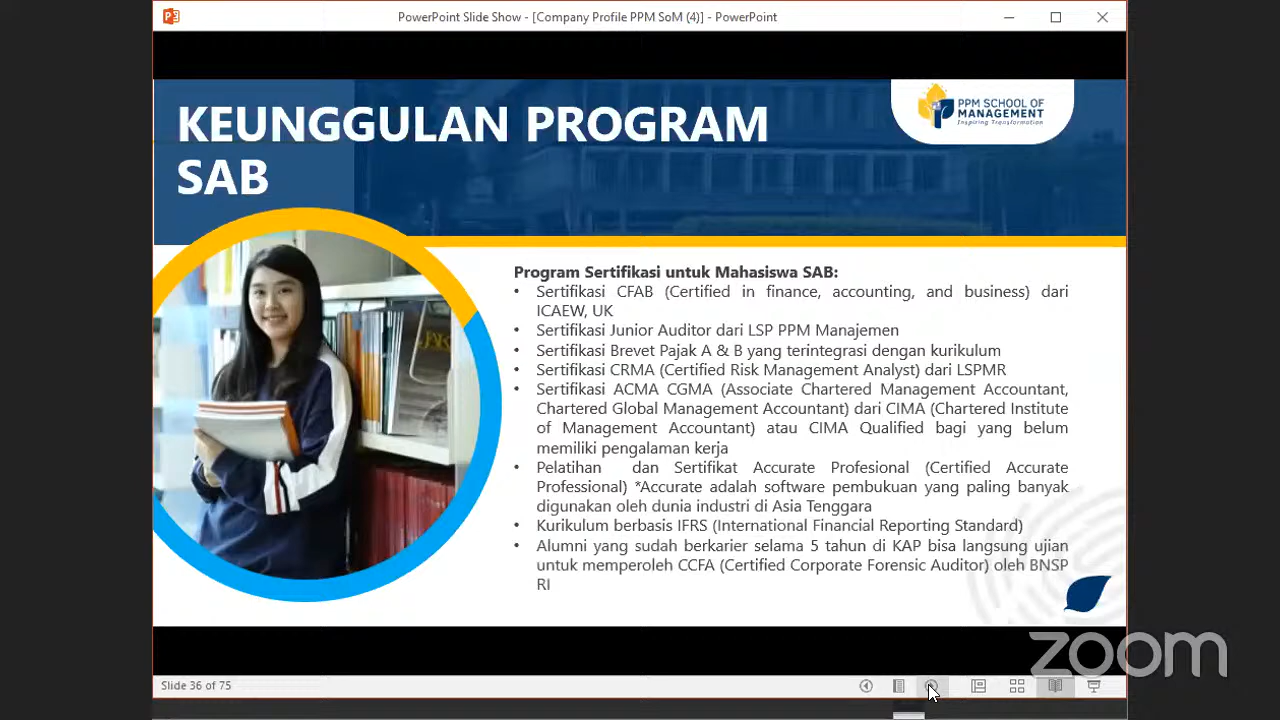 PowerPoint Slide Show - [Company Profile PPM SoM (4)] - PowerPoint
KEUNGGULAN PROGRAM
SAB
PPM SCHOOL OF
MANAGEMENT
Inspiring Transformation
Program Sertifikasi untuk Mahasiswa SAB:
• Sertifikasi CFAB (Certified in finance, accounting, and business) dari
ICAEW, UK
• Sertifikasi Junior Auditor dari LSP PPM Manajemen
• Sertifikasi Brevet Pajak A & B yang terintegrasi dengan kurikulum
• Sertifikasi CRMA (Certified Risk Management Analyst) dari LSPMR
• Sertifikasi ACMA CGMA (Associate Chartered Management Accountant,
Chartered Global Management Accountant) dari CIMA (Chartered Institute
of Management Accountant) atau CIMA Qualified bagi yang belum
memiliki pengalaman kerja
• Pelatihan dan Sertifikat Accurate Profesional (Certified Accurate
Professional) *Accurate adalah software pembukuan yang paling banyak
digunakan oleh dunia industri di Asia Tenggara
• Kurikulum berbasis IFRS (International Financial Reporting Standard)
• Alumni yang sudah berkarier selama 5 tahun di KAP bisa langsung ujian
untuk memperoleh CCFA (Certified Corporate Forensic Auditor) oleh BNSP
RI
zoom
Slide 36 of 75